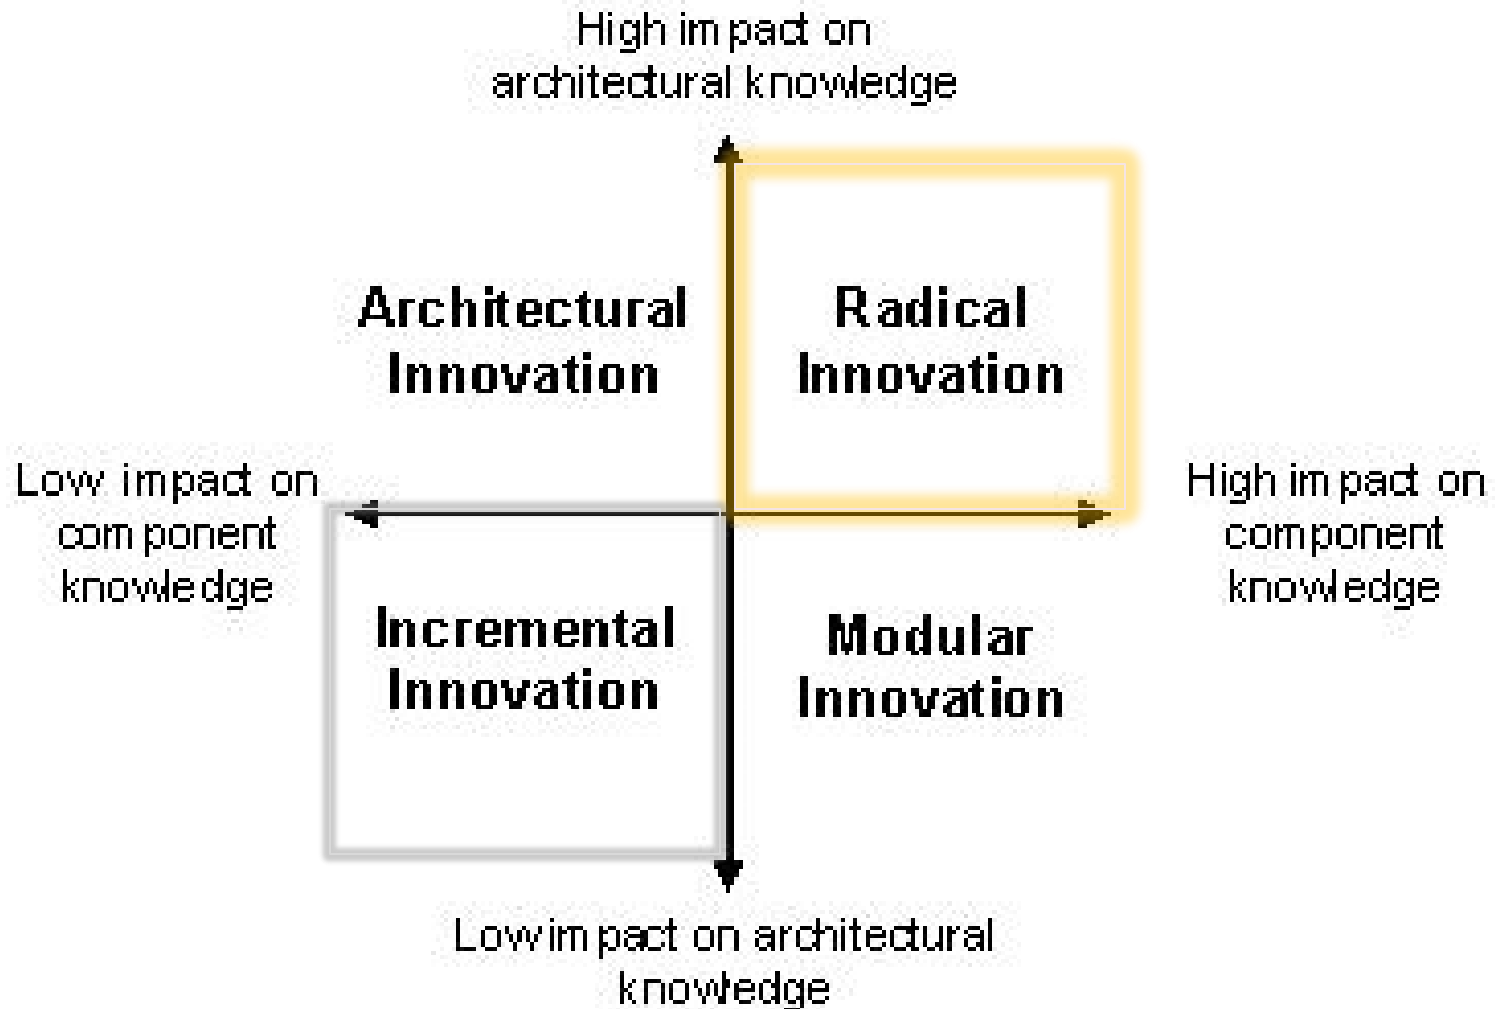 High impact on
architectural knowledge
Architectural
Innovation
Radical
Innovation
Low impact on
component
knowledge
High impact on
component
knowledge
Incremental
Innovation
Modular
Innovation
Low impact on architectural
knowledge